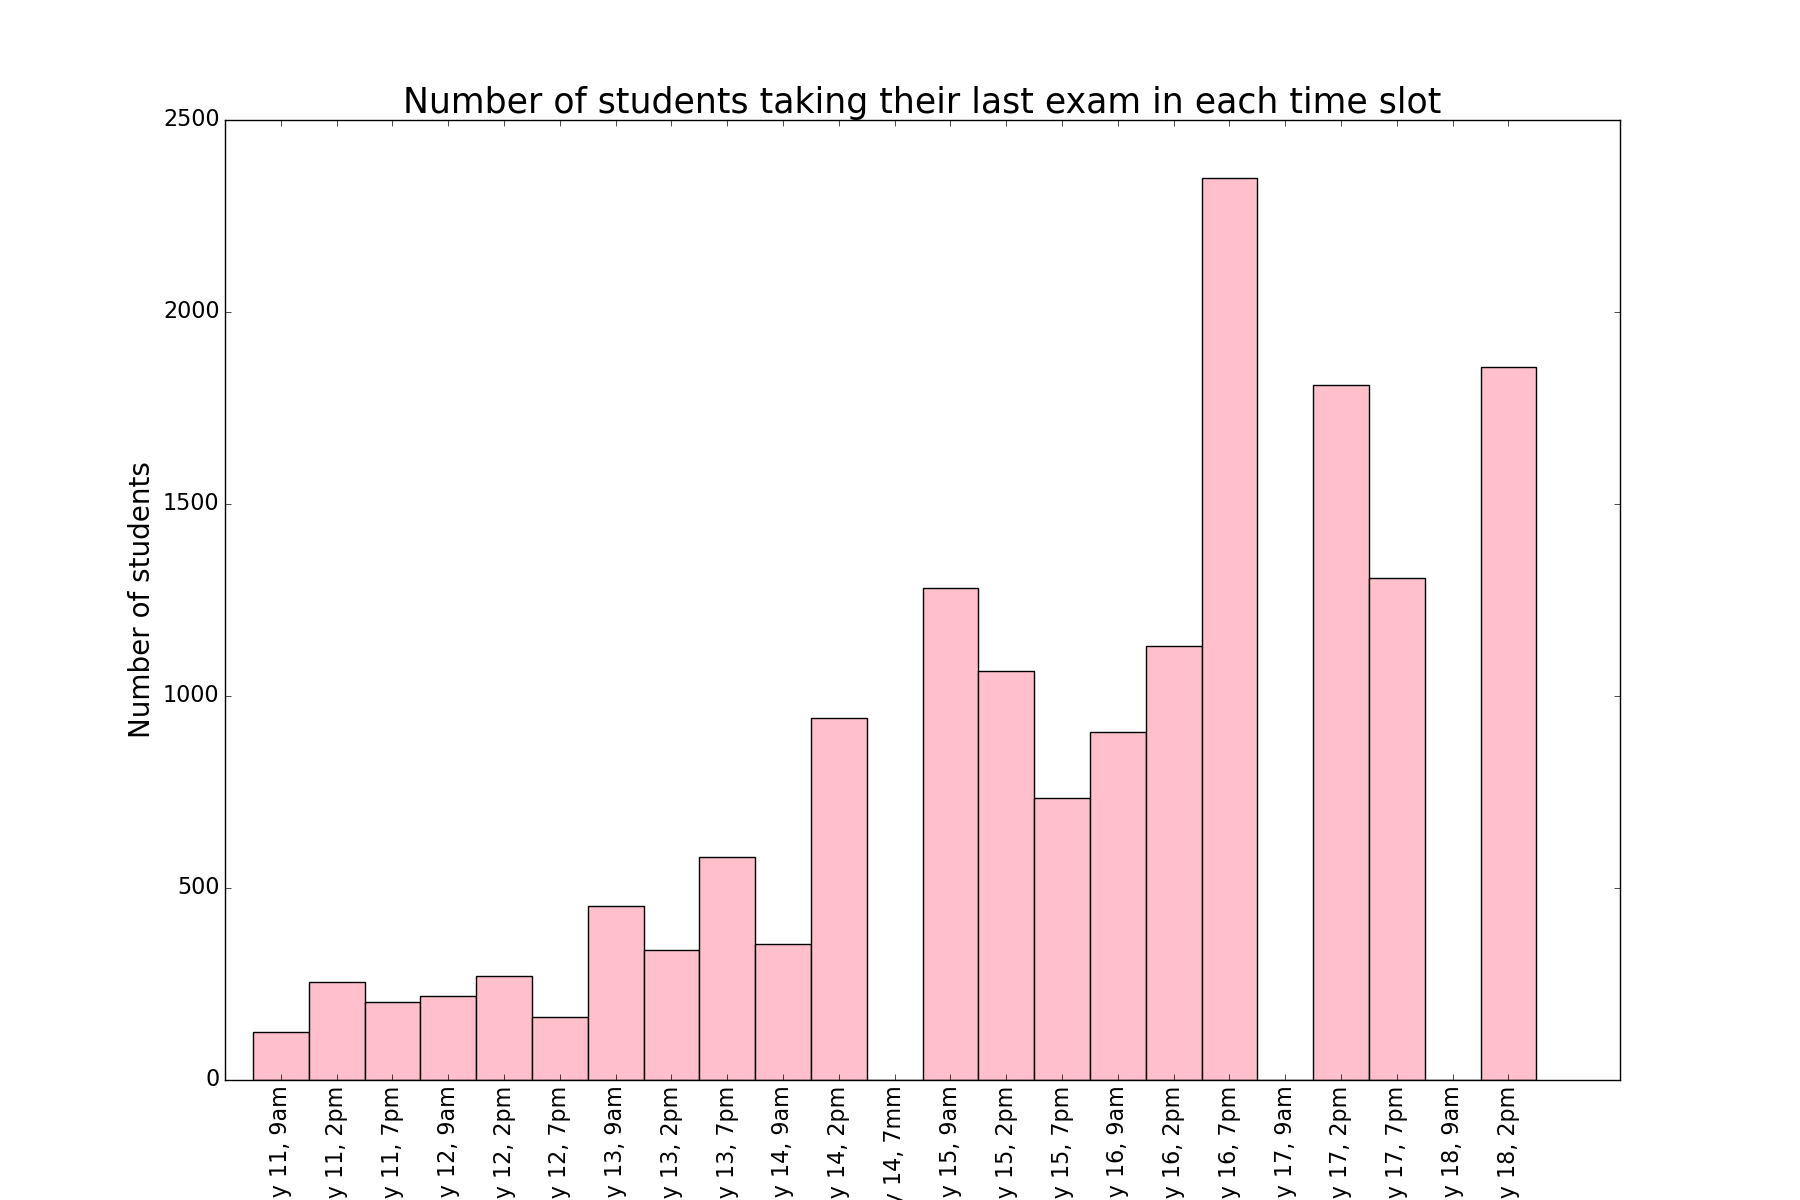 Number of students taking their last exam in each time slot
Number of students
2500
2000
1500
1000
500
0
y 11, 9am
y 11, 2pm
y 11, 7pm
y 12, 9am
y 12, 2pm
y 12, 7pm
y 13, 9am
y 13, 2pm
y 13, 7pm
y 14, 9am
y 14, 2pm
y 14, 7mm
y 15, 9am
y 15, 2pm
y 15, 7pm
y 16, 9am
y 16, 2pm
y 16, 7pm
y 17, 9am
y 17, 2pm
y 17, 7pm
y 18, 9am
y 18, 2pm